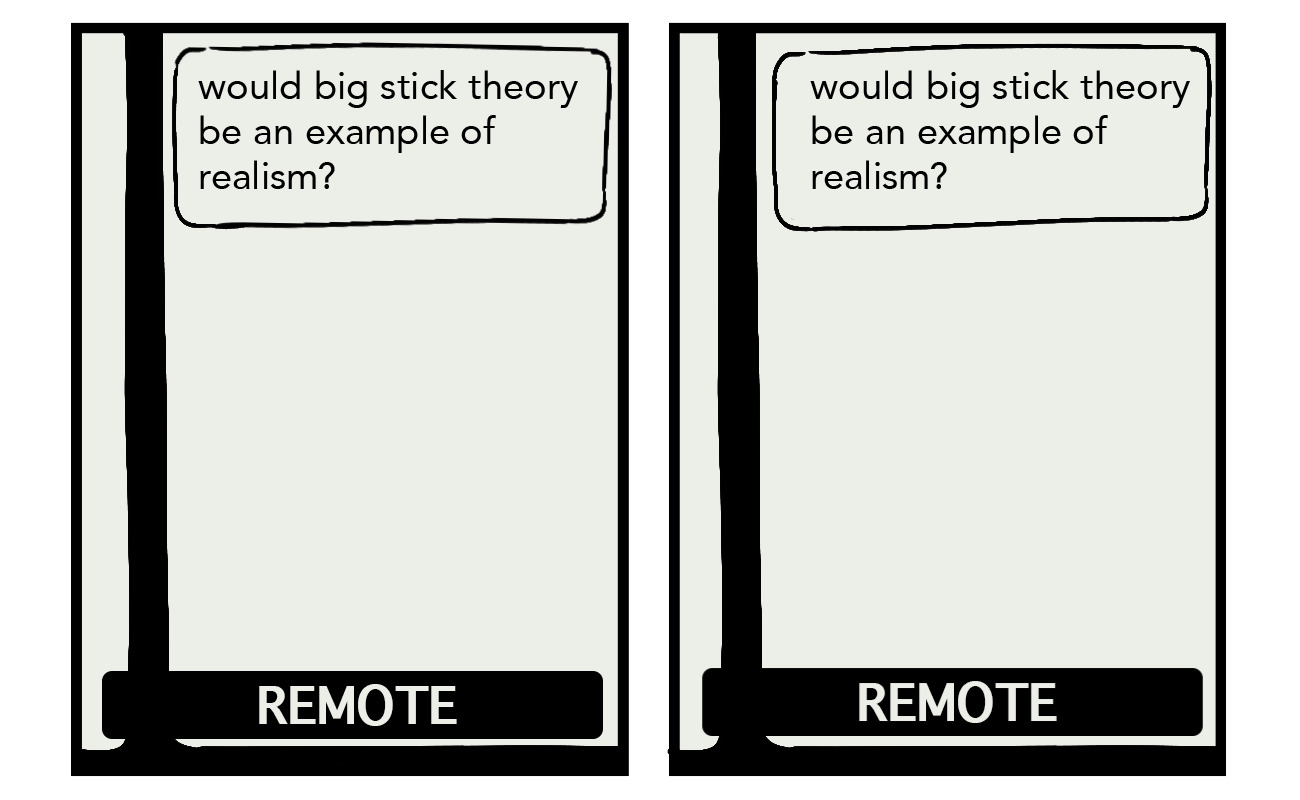 would big stick theory
be an example of
realism?
REMOTE
would big stick theory
be an example of
realism?
REMOTE